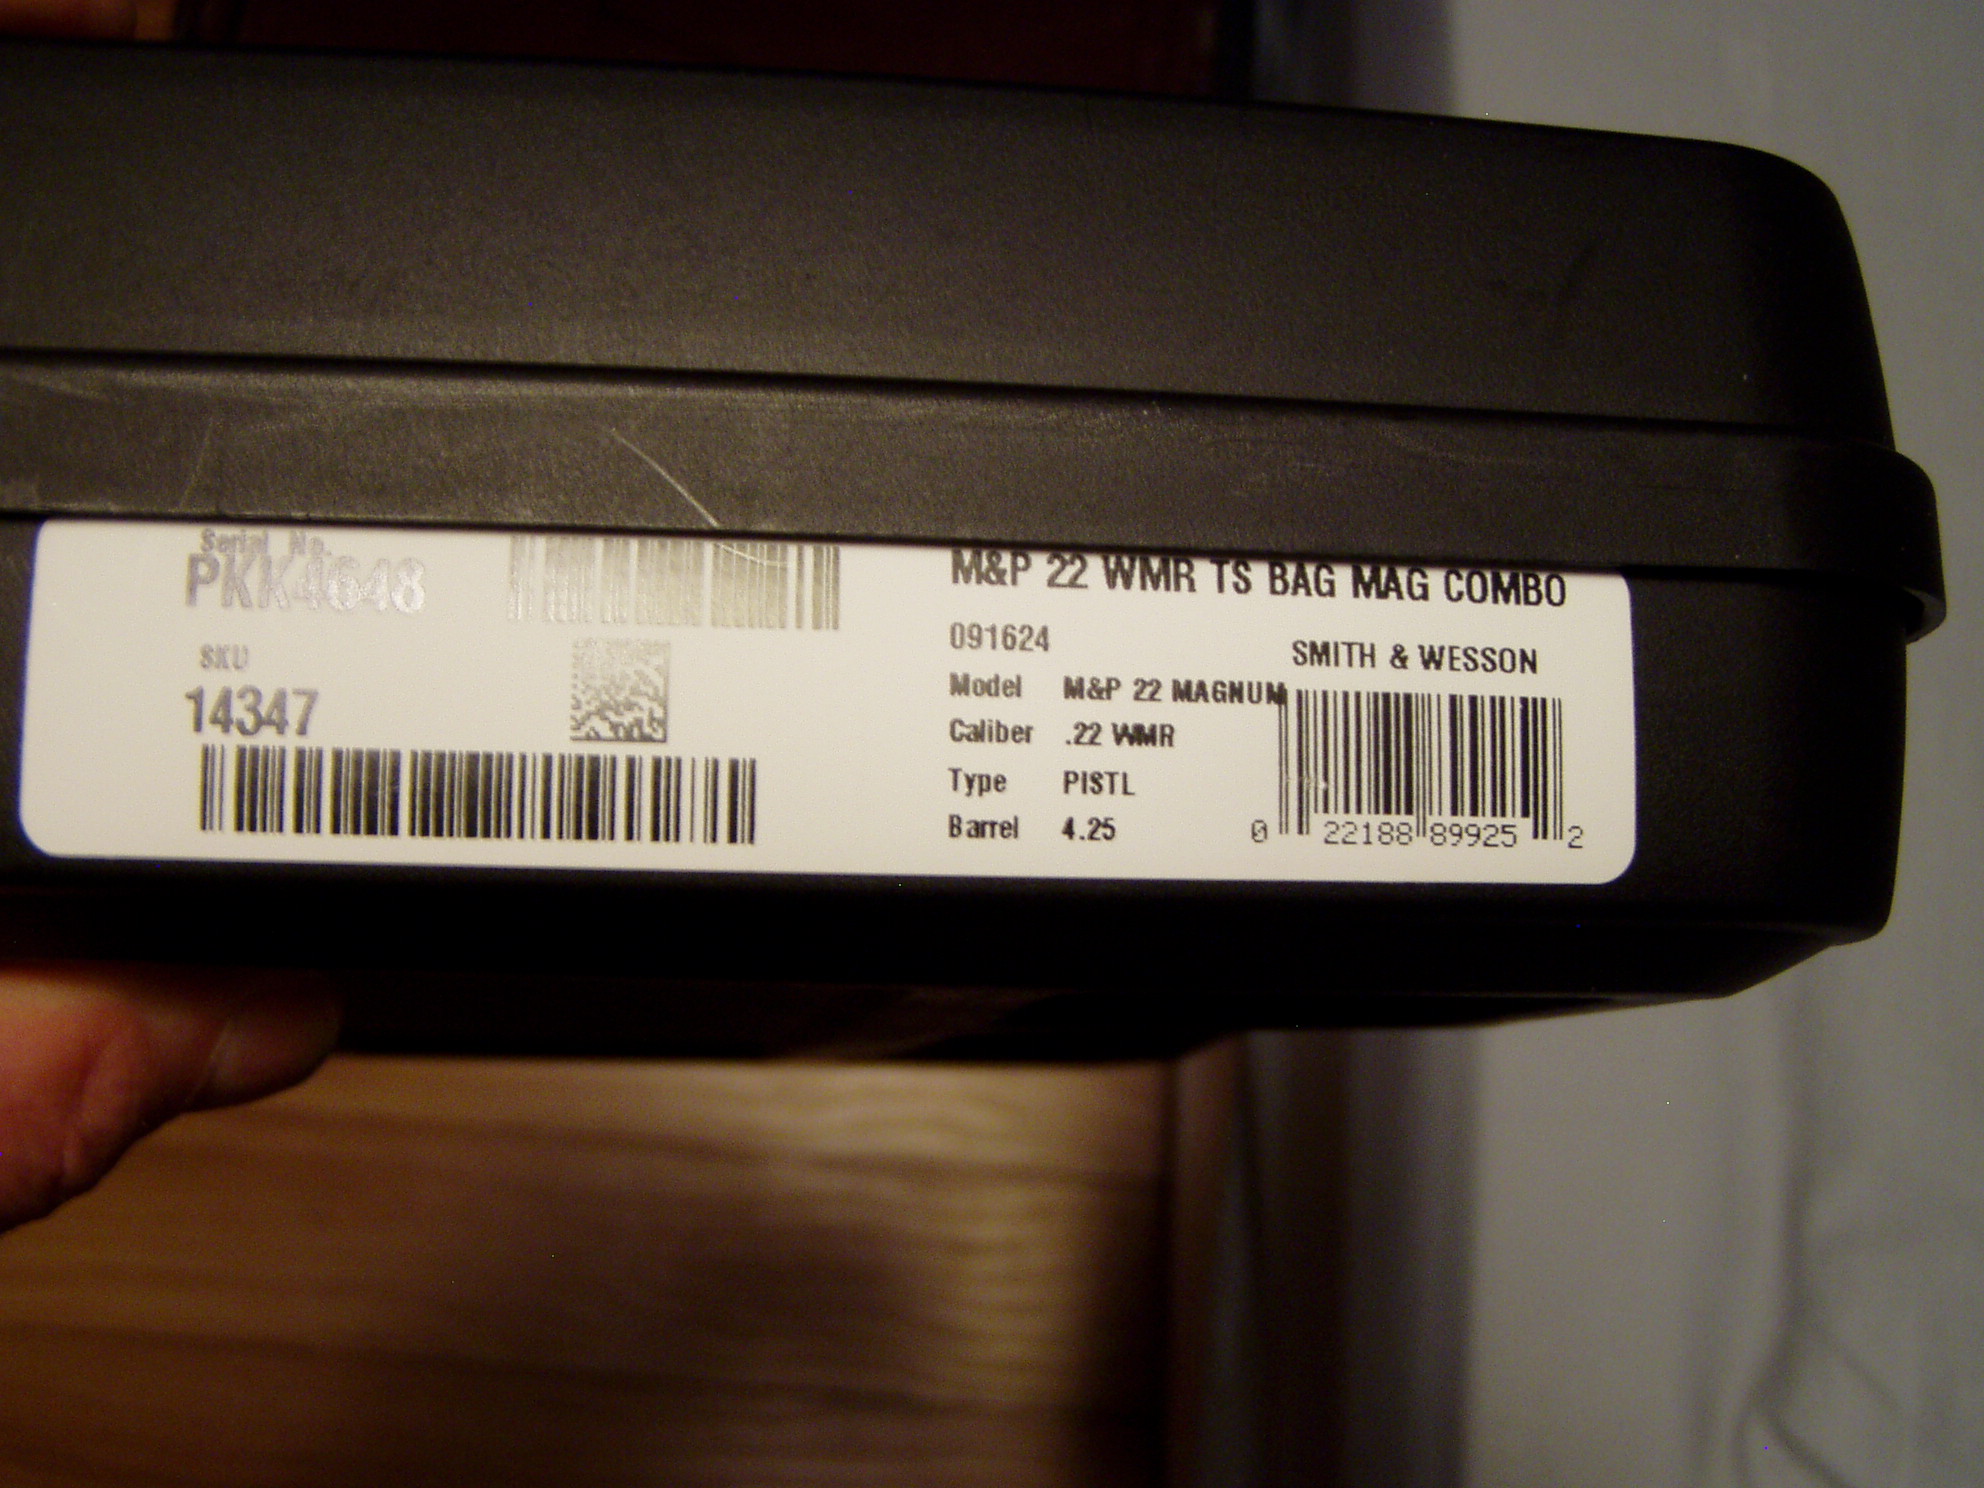 Serial No.
PKK4648
SKU
14347
M&P 22 WMR TS BAG MAG COMBO
091624
SMITH & WESSON
Model M&P 22 MAGNUM
Caliber .22 WMR
Type PISTL
Barrel 4.25
0 22188 89925 2